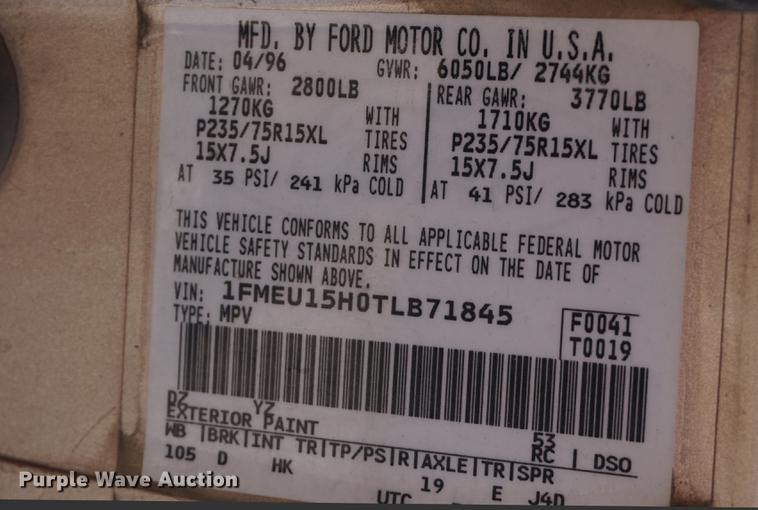 MFD. BY FORD MOTOR CO. IN U.S.A.
DATE: 04/96 GVWR: 6050LB/ 2744KG
FRONT GAWR: 2800LB REAR GAWR: 3770LB
1270KG WITH 1710KG WITH
P235/75R15XL TIRES P235/75R15XL TIRES
15X7.5J RIMS 15X7.5J RIMS
AT 35 PSI/ 241 kPa COLD AT 41 PSI/ 283 kPa COLD
THIS VEHICLE CONFORMS TO ALL APPLICABLE FEDERAL MOTOR
VEHICLE SAFETY STANDARDS IN EFFECT ON THE DATE OF
MANUFACTURE SHOWN ABOVE.
VIN: 1FMEU15H0TLB71845
TYPE: MPV
F0041
T0019
DZ YZ
EXTERIOR PAINT
53
WB |BRK|INT TR|TP/PS|R|AXLE|TR|SPR RC | DSO
105 D HK 19 E J4D
UTC
Purple Wave Auction